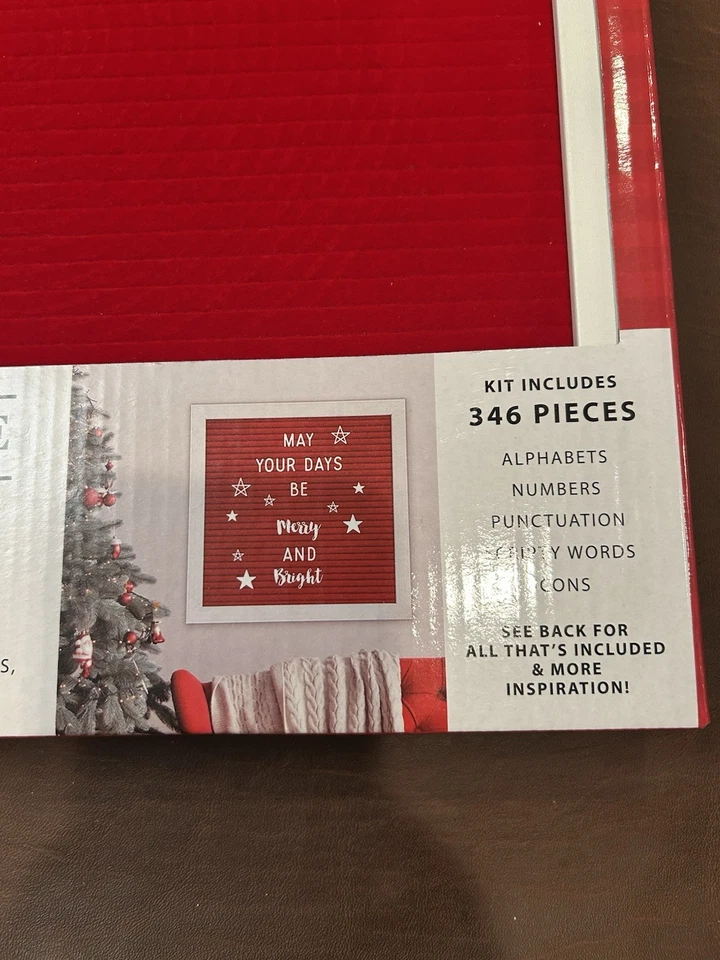 E
S,
MAY
YOUR DAYS
BE
Merry
AND
Bright
KIT INCLUDES
346 PIECES
ALPHABETS
NUMBERS
PUNCTUATION
WORDS
SEE BACK FOR
ALL THAT'S INCLUDED
& MORE
INSPIRATION!